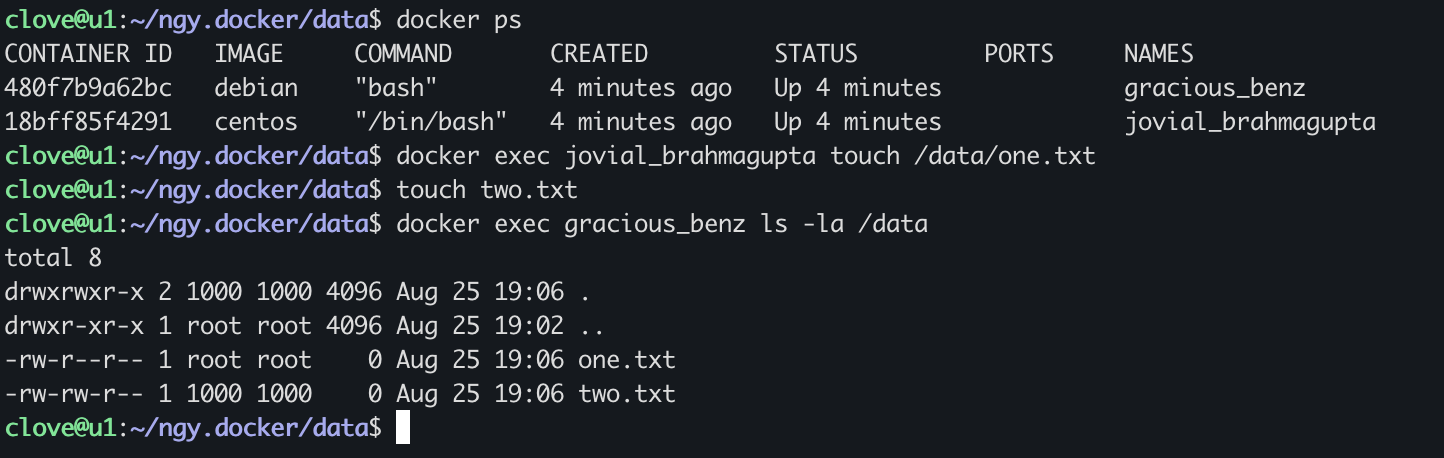 clove@u1:~/ngy.docker/data$ docker ps
CONTAINER ID   IMAGE     COMMAND       CREATED         STATUS         PORTS     NAMES
480f7b9a62bc   debian    "bash"        4 minutes ago   Up 4 minutes             gracious_benz
18bff85f4291   centos    "/bin/bash"   4 minutes ago   Up 4 minutes             jovial_brahmagupta
clove@u1:~/ngy.docker/data$ docker exec jovial_brahmagupta touch /data/one.txt
clove@u1:~/ngy.docker/data$ touch two.txt
clove@u1:~/ngy.docker/data$ docker exec gracious_benz ls -la /data
total 8
drwxrwxr-x 2 1000 1000 4096 Aug 25 19:06 .
drwxr-xr-x 1 root root 4096 Aug 25 19:02 ..
-rw-r--r-- 1 root root    0 Aug 25 19:06 one.txt
-rw-rw-r-- 1 1000 1000    0 Aug 25 19:06 two.txt
clove@u1:~/ngy.docker/data$